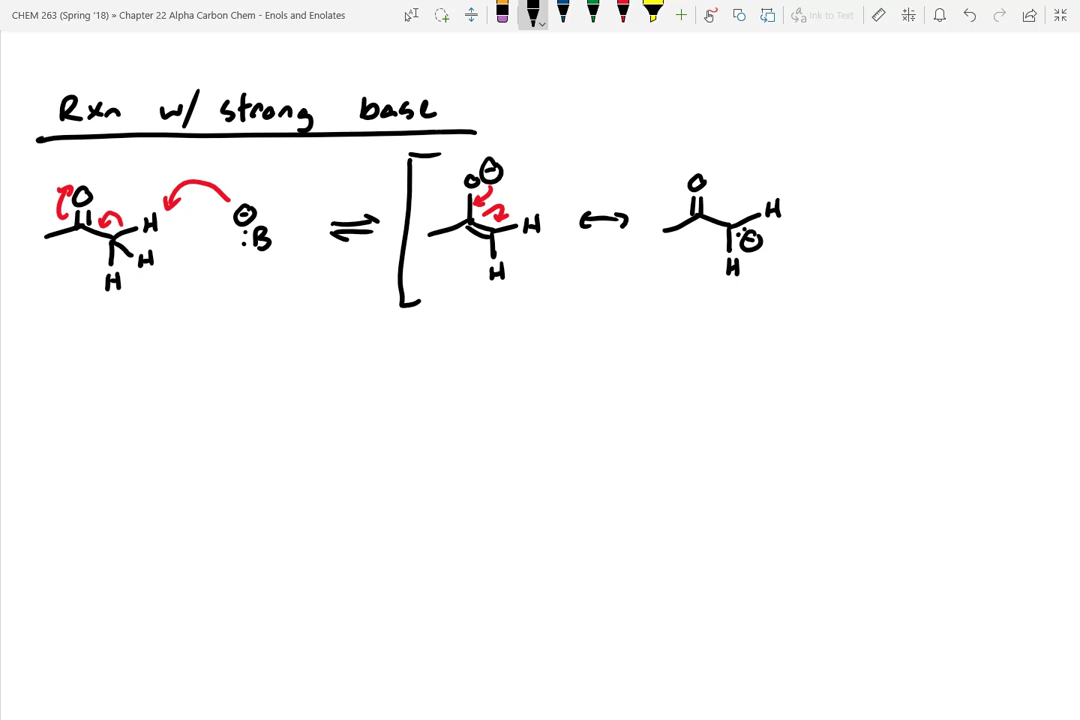 CHEM 263 (Spring '18) » Chapter 22 Alpha Carbon Chem - Enols and Enolates
Ink to Text
Rxn w/ strong base
O H H H
⊖ :B
O ⊖ H H
O H :⊖ H